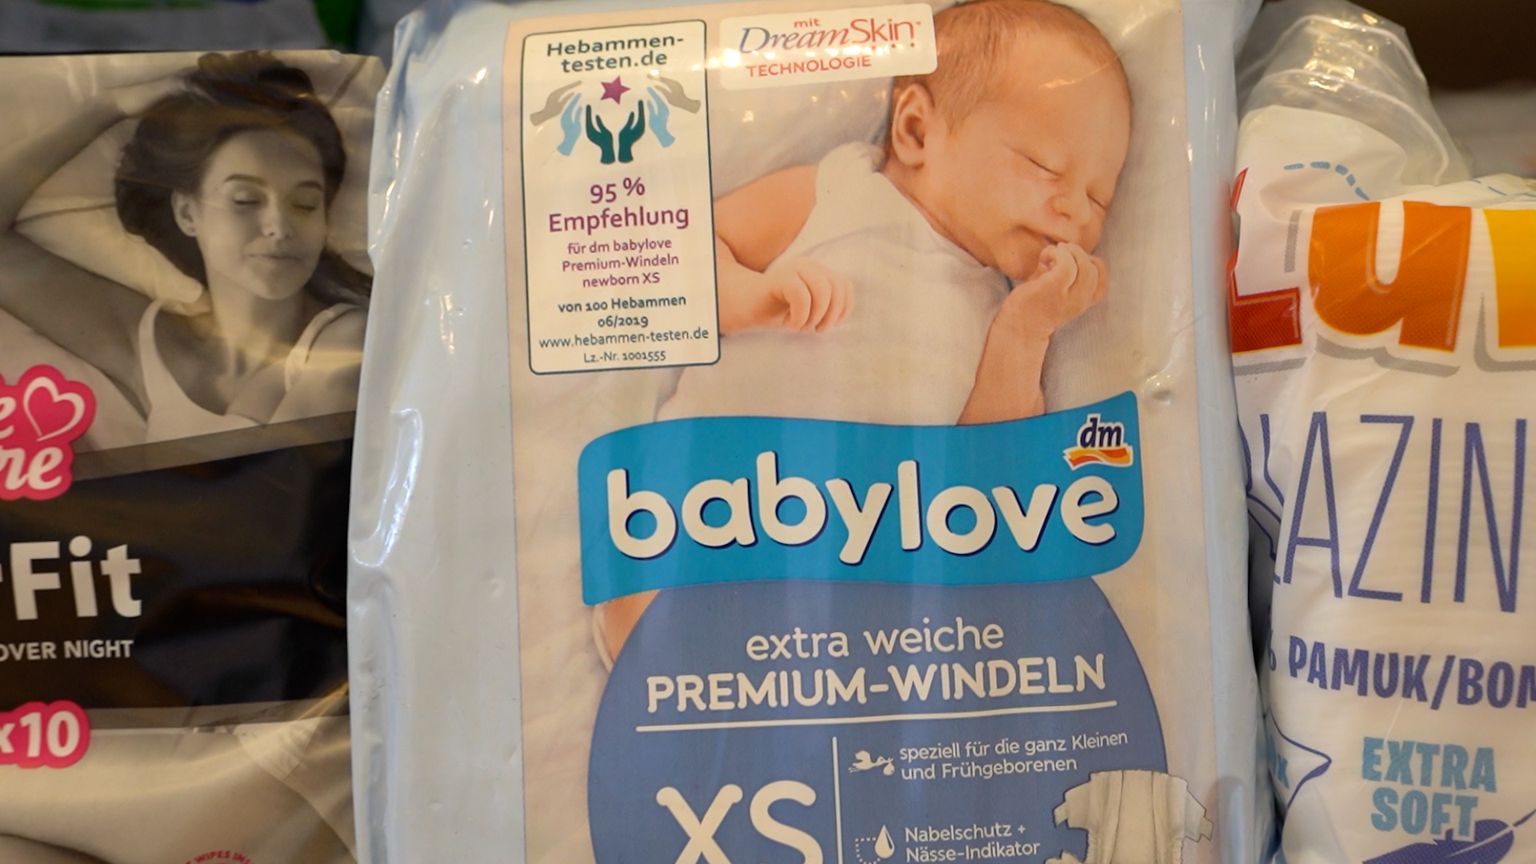 Hebammen-
testen.de
95 %
Empfehlung
für dm babylove
Premium-Windeln
newborn XS
von 100 Hebammen
06/2019
www.hebammen-testen.de
Lz.-Nr. 1001555
mit
DreamSkin
TECHNOLOGIE
dm
babylove
extra weiche
PREMIUM-WINDELN
XS
speziell für die ganz Kleinen
und Frühgeborenen
Nabelschutz +
Nässe-Indikator
Fit
OVER NIGHT
x10
PAMUK/
EXTRA
SOFT